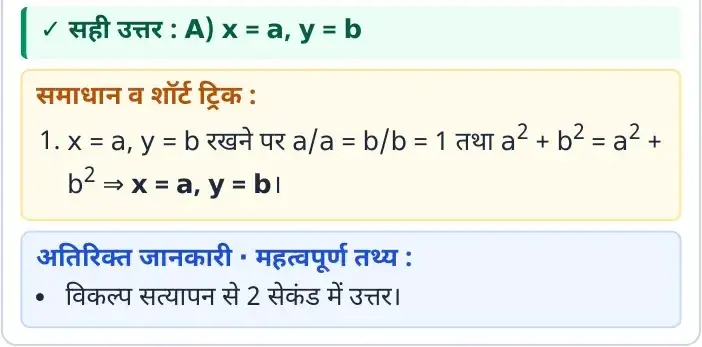 ✓ सही उत्तर : A) x = a, y = b
समाधान व शॉर्ट ट्रिक :
1. x = a, y = b रखने पर a/a = b/b = 1 तथा a² + b² = a² +
b² ⇒ x = a, y = b।
अतिरिक्त जानकारी · महत्वपूर्ण तथ्य :
• विकल्प सत्यापन से 2 सेकंड में उत्तर।